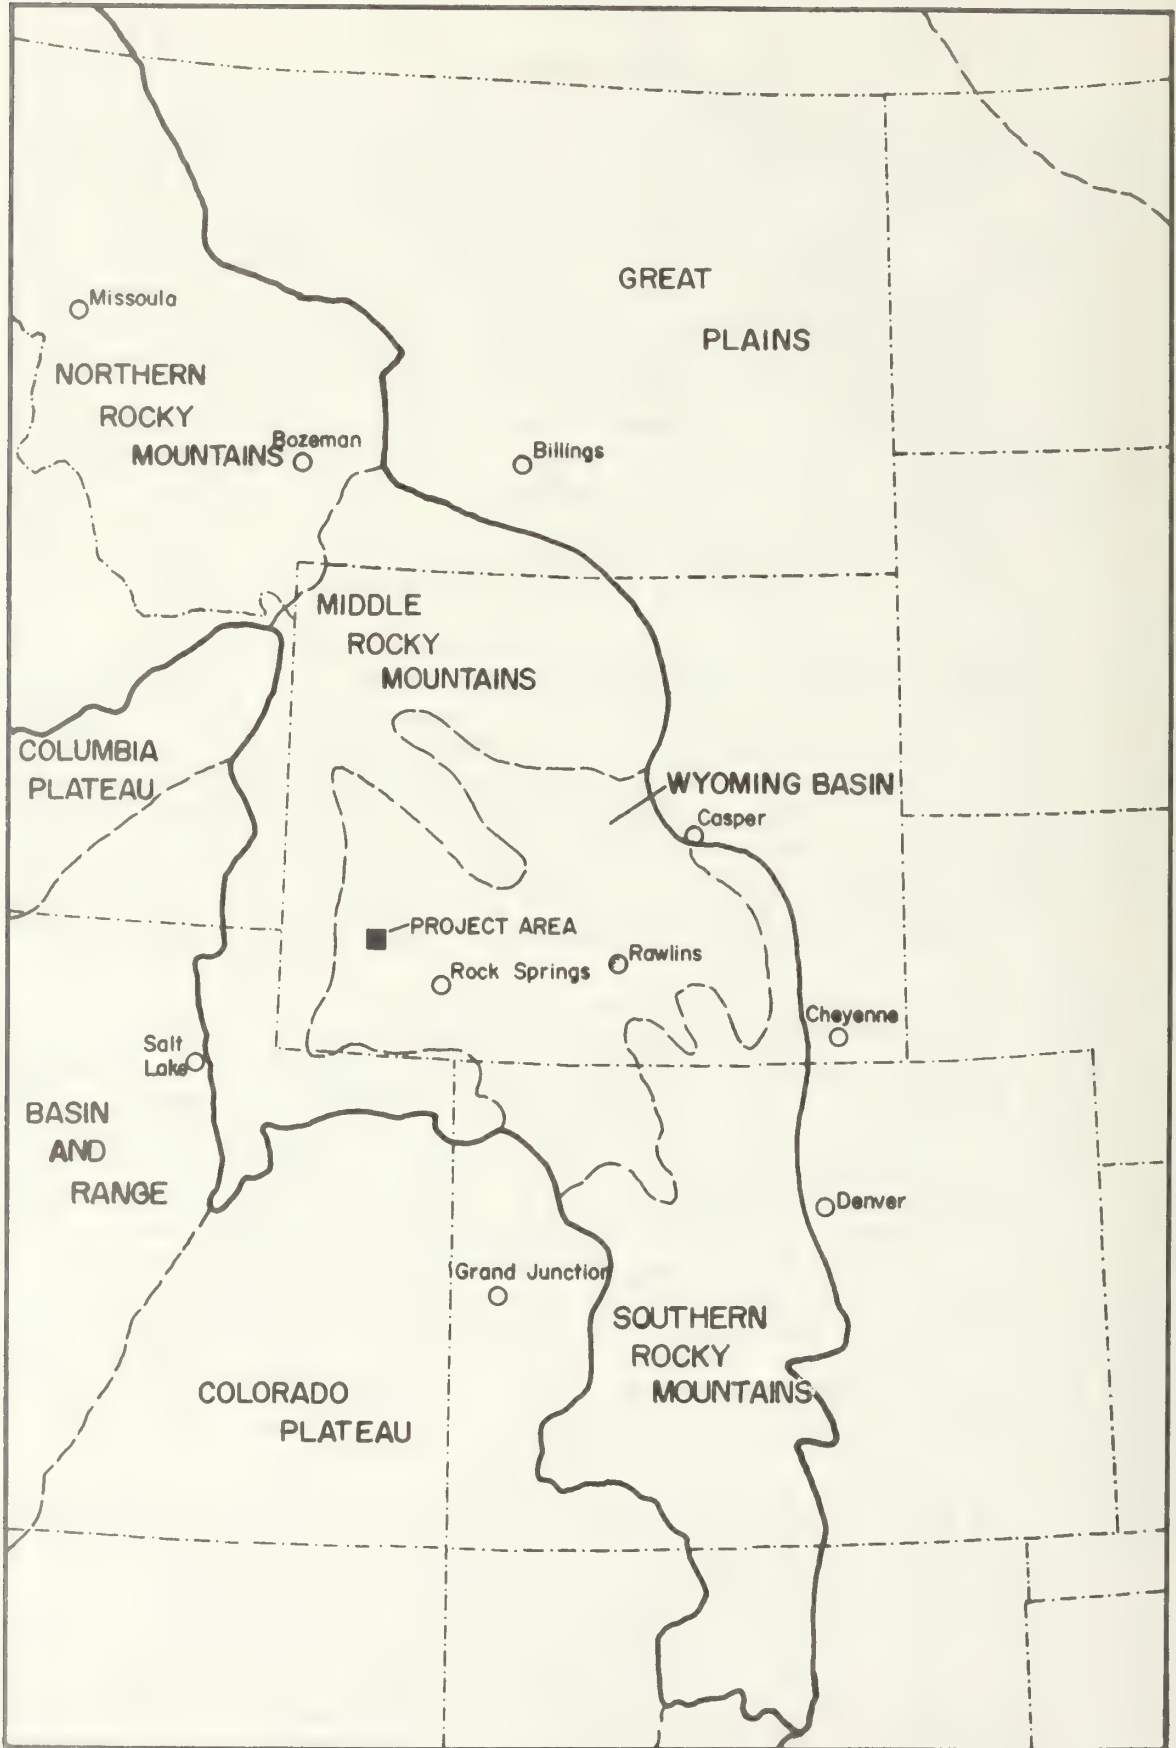 GREAT
PLAINS
Missoula
NORTHERN
ROCKY
MOUNTAINS
Bozeman
Billings
MIDDLE
ROCKY
MOUNTAINS
COLUMBIA
PLATEAU
WYOMING BASIN
Casper
PROJECT AREA
Rock Springs
Rawlins
Cheyenne
Salt
Lake
BASIN
AND
RANGE
Denver
Grand Junction
SOUTHERN
ROCKY
MOUNTAINS
COLORADO
PLATEAU